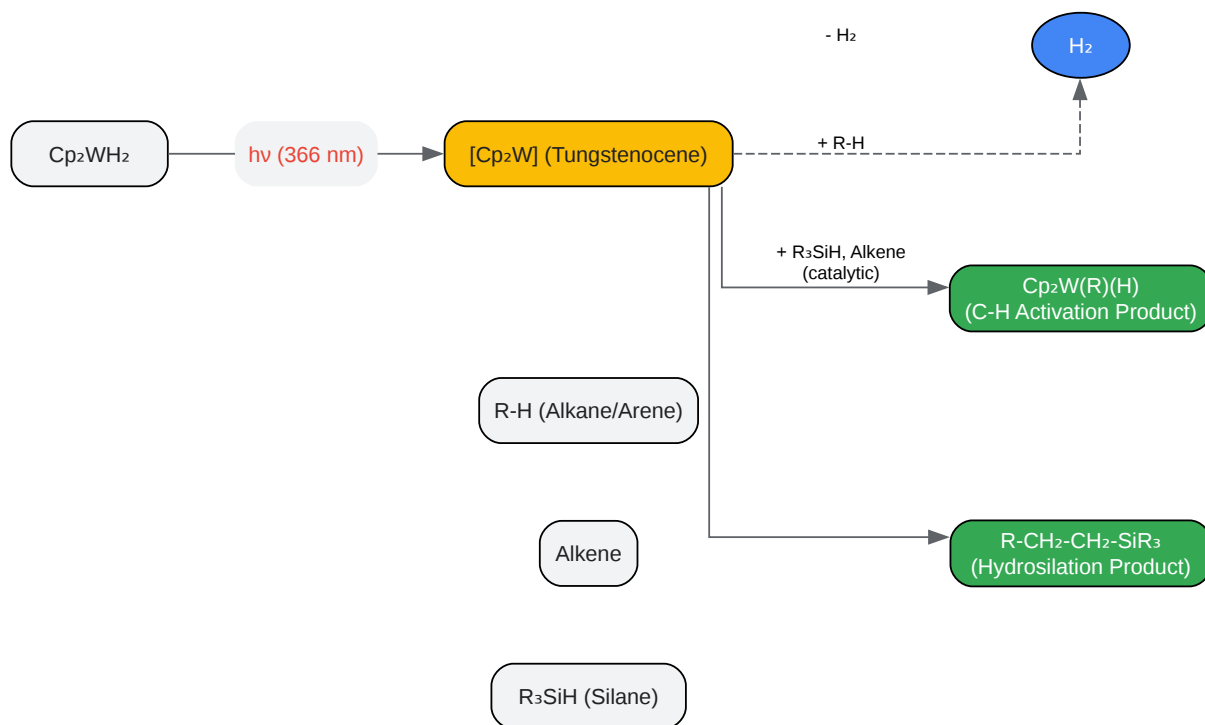 - H₂
H₂
Cp₂WH₂
hν (366 nm)
[Cp₂W] (Tungstenocene)
+ R-H
+ R₃SiH, Alkene
(catalytic)
Cp₂W(R)(H)
(C-H Activation Product)
R-H (Alkane/Arene)
Alkene
R-CH₂-CH₂-SiR₃
(Hydrosilation Product)
R₃SiH (Silane)